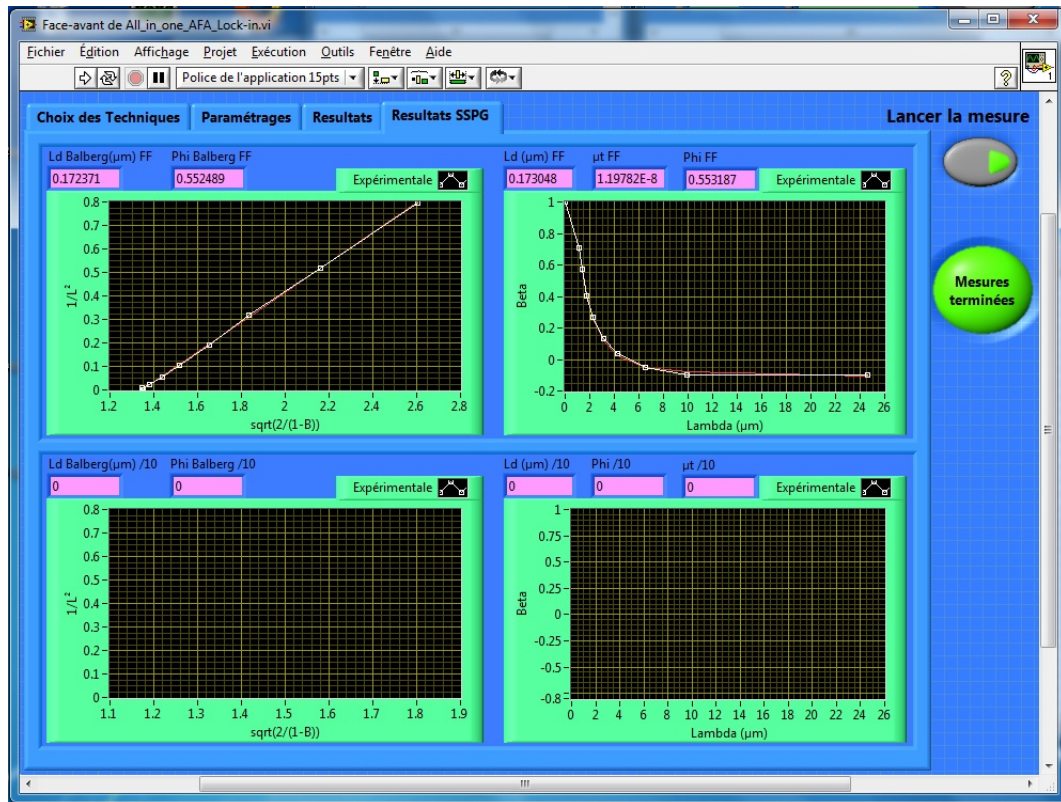 Face-avant de All_in_one_AFA_Lock-in.vi
Fichier Édition Affichage Projet Exécution Outils Fenêtre Aide
Police de l'application 15pts
Choix des Techniques Paramétrages Resultats Resultats SSPG
Lancer la mesure
Mesures
terminées
Ld Balberg(µm) FF Phi Balberg FF
0.172371 0.552489
Expérimentale
0.8
0.7
0.6
0.5
0.4
0.3
0.2
0.1
0
1/L²
1.2 1.4 1.6 1.8 2 2.2 2.4 2.6 2.8
sqrt(2/(1-B))
Ld (µm) FF µt FF Phi FF
0.173048 1.19782E-8 0.553187
Expérimentale
1
0.8
0.6
0.4
0.2
0
-0.2
Beta
0 2 4 6 8 10 12 14 16 18 20 22 24 26
Lambda (µm)
Ld Balberg(µm) /10 Phi Balberg /10
0 0
Expérimentale
0.8
0.7
0.6
0.5
0.4
0.3
0.2
0.1
0
1/L²
1.1 1.2 1.3 1.4 1.5 1.6 1.7 1.8 1.9
sqrt(2/(1-B))
Ld (µm) /10 Phi /10 µt /10
0 0 0
Expérimentale
1
0.75
0.5
0.25
0
-0.25
-0.5
-0.8
Beta
0 2 4 6 8 10 12 14 16 18 20 22 24 26
Lambda (µm)